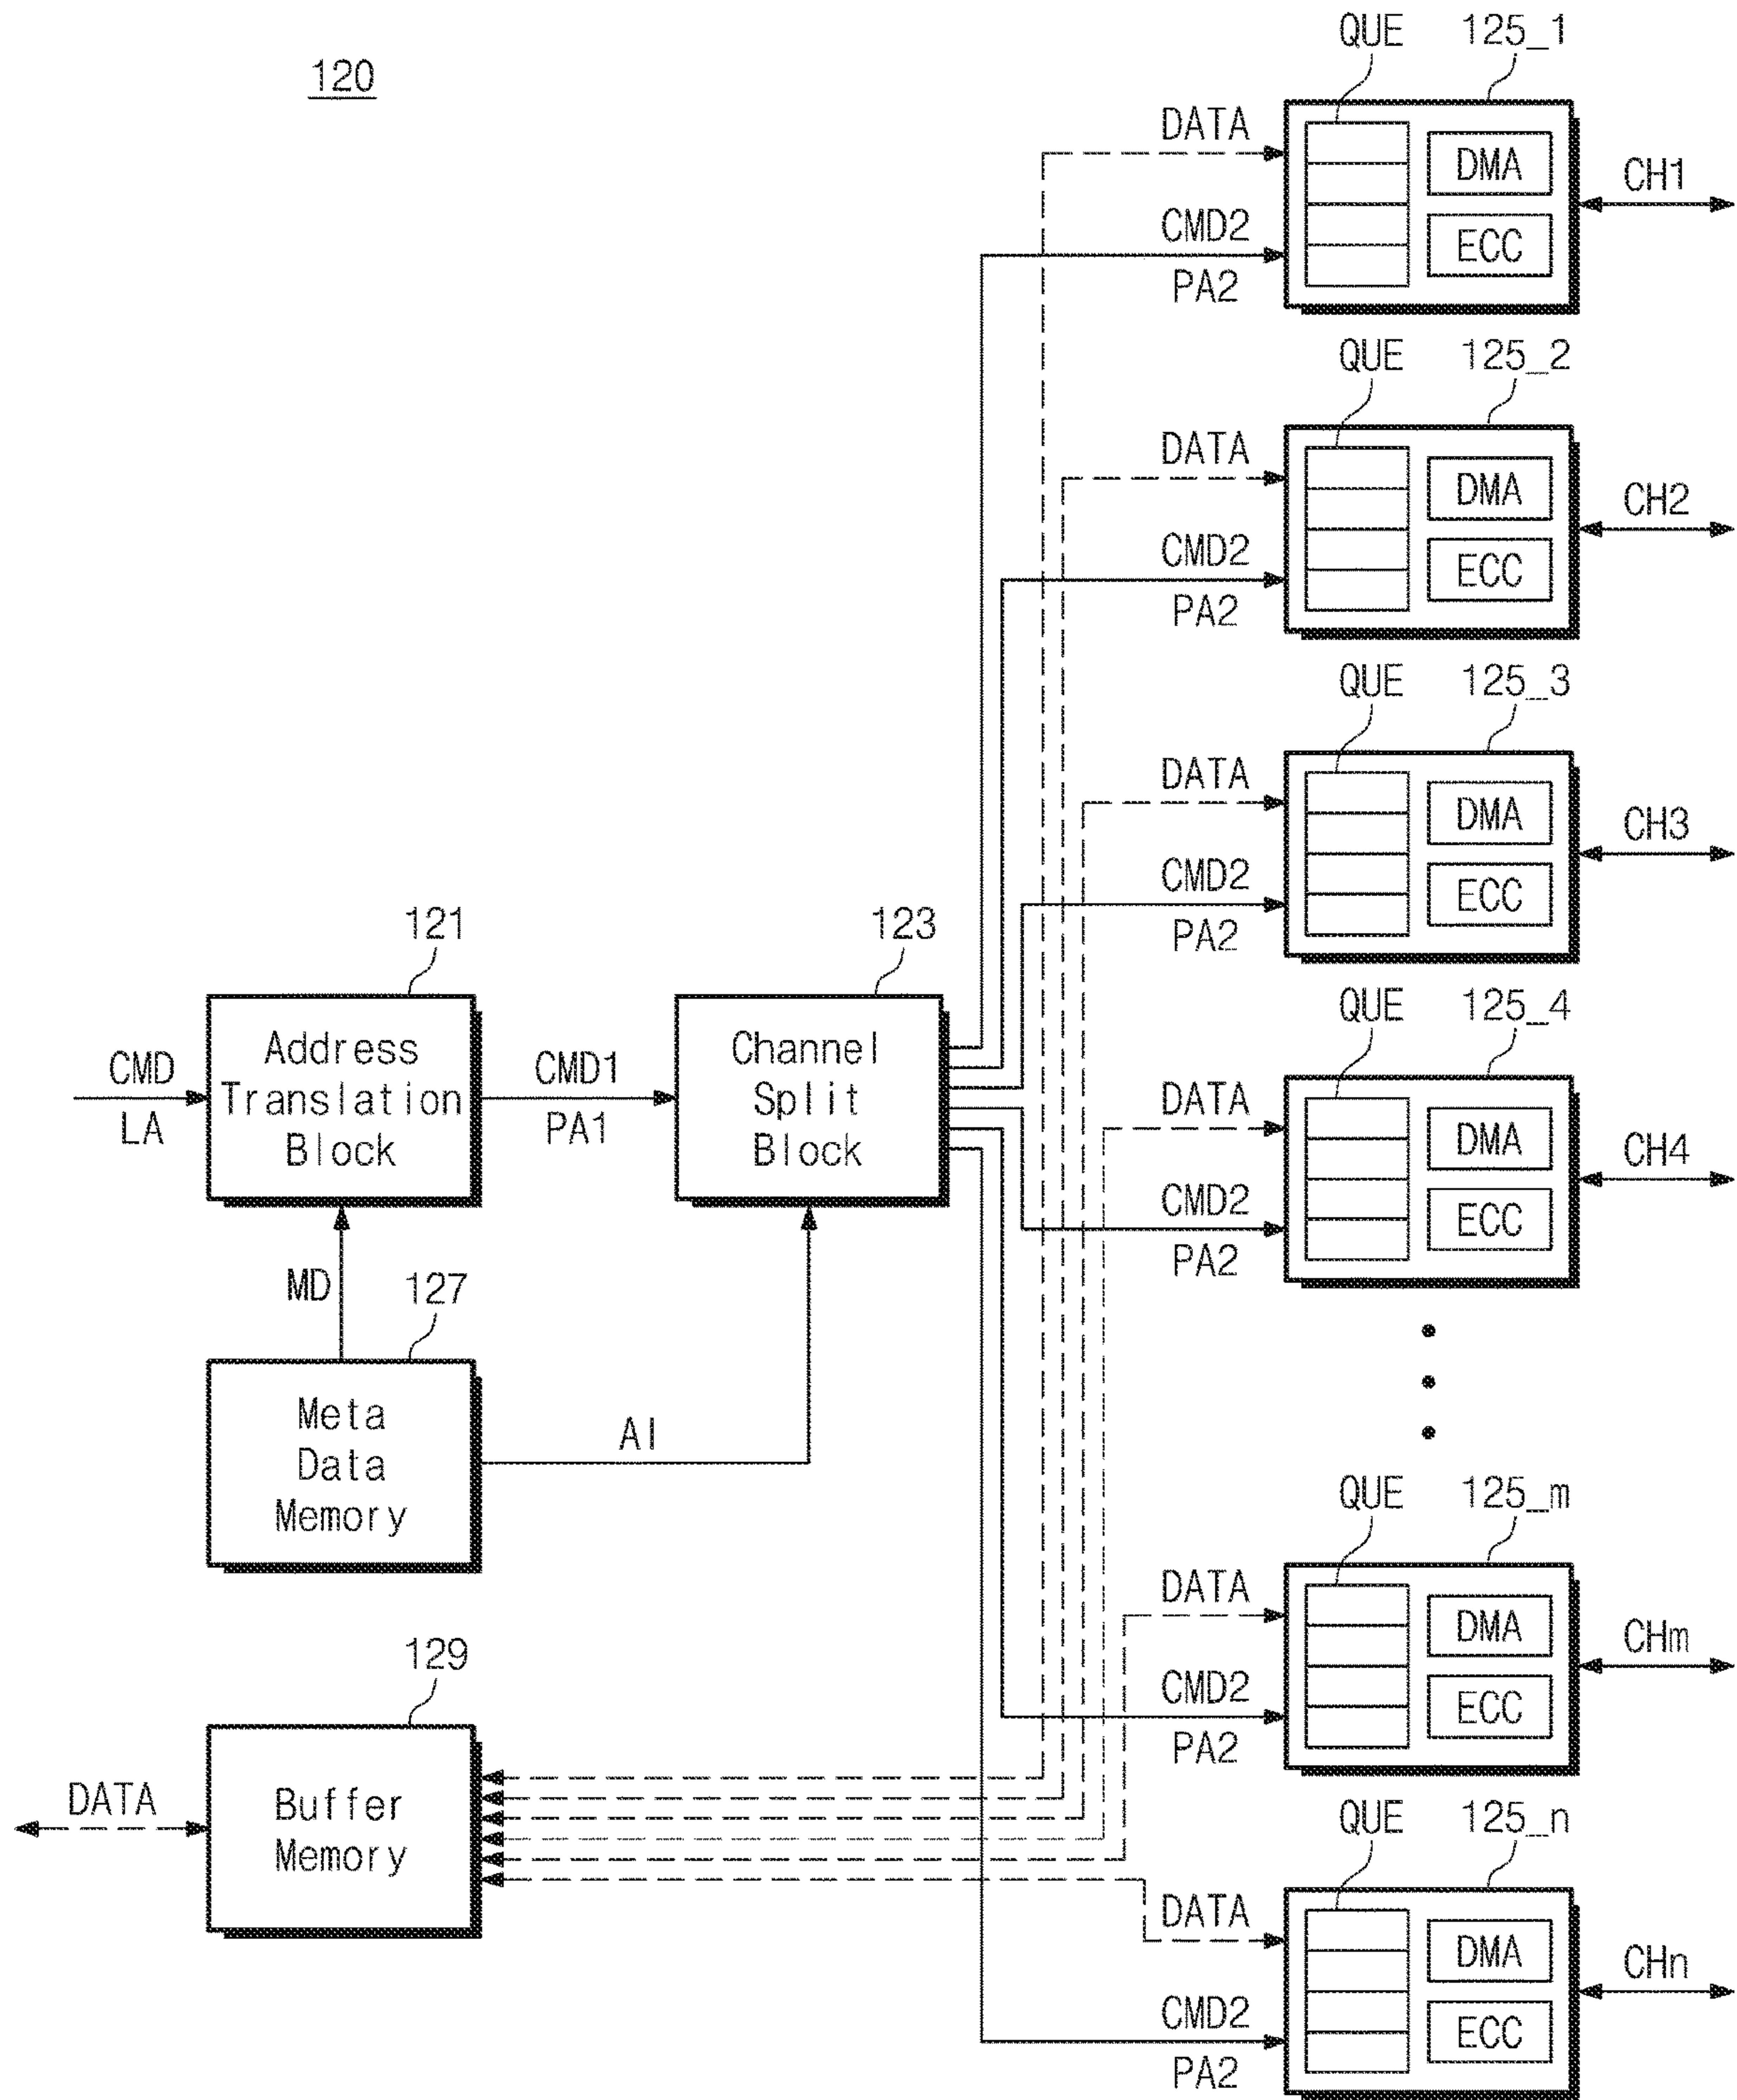 120
QUE 125_1
DATA
DMA
CH1
CMD2
ECC
PA2
QUE 125_2
DATA
DMA
CH2
CMD2
ECC
PA2
QUE 125_3
DATA
DMA
CH3
CMD2
ECC
PA2
121
123
QUE 125_4
CMD
LA
Address
Translation
Block
CMD1
PA1
Channel
Split
Block
DATA
DMA
CH4
CMD2
ECC
PA2
MD
127
Meta
Data
Memory
AI
QUE 125_m
DATA
DMA
CHm
CMD2
ECC
PA2
129
DATA
Buffer
Memory
QUE 125_n
DATA
DMA
CHn
CMD2
ECC
PA2